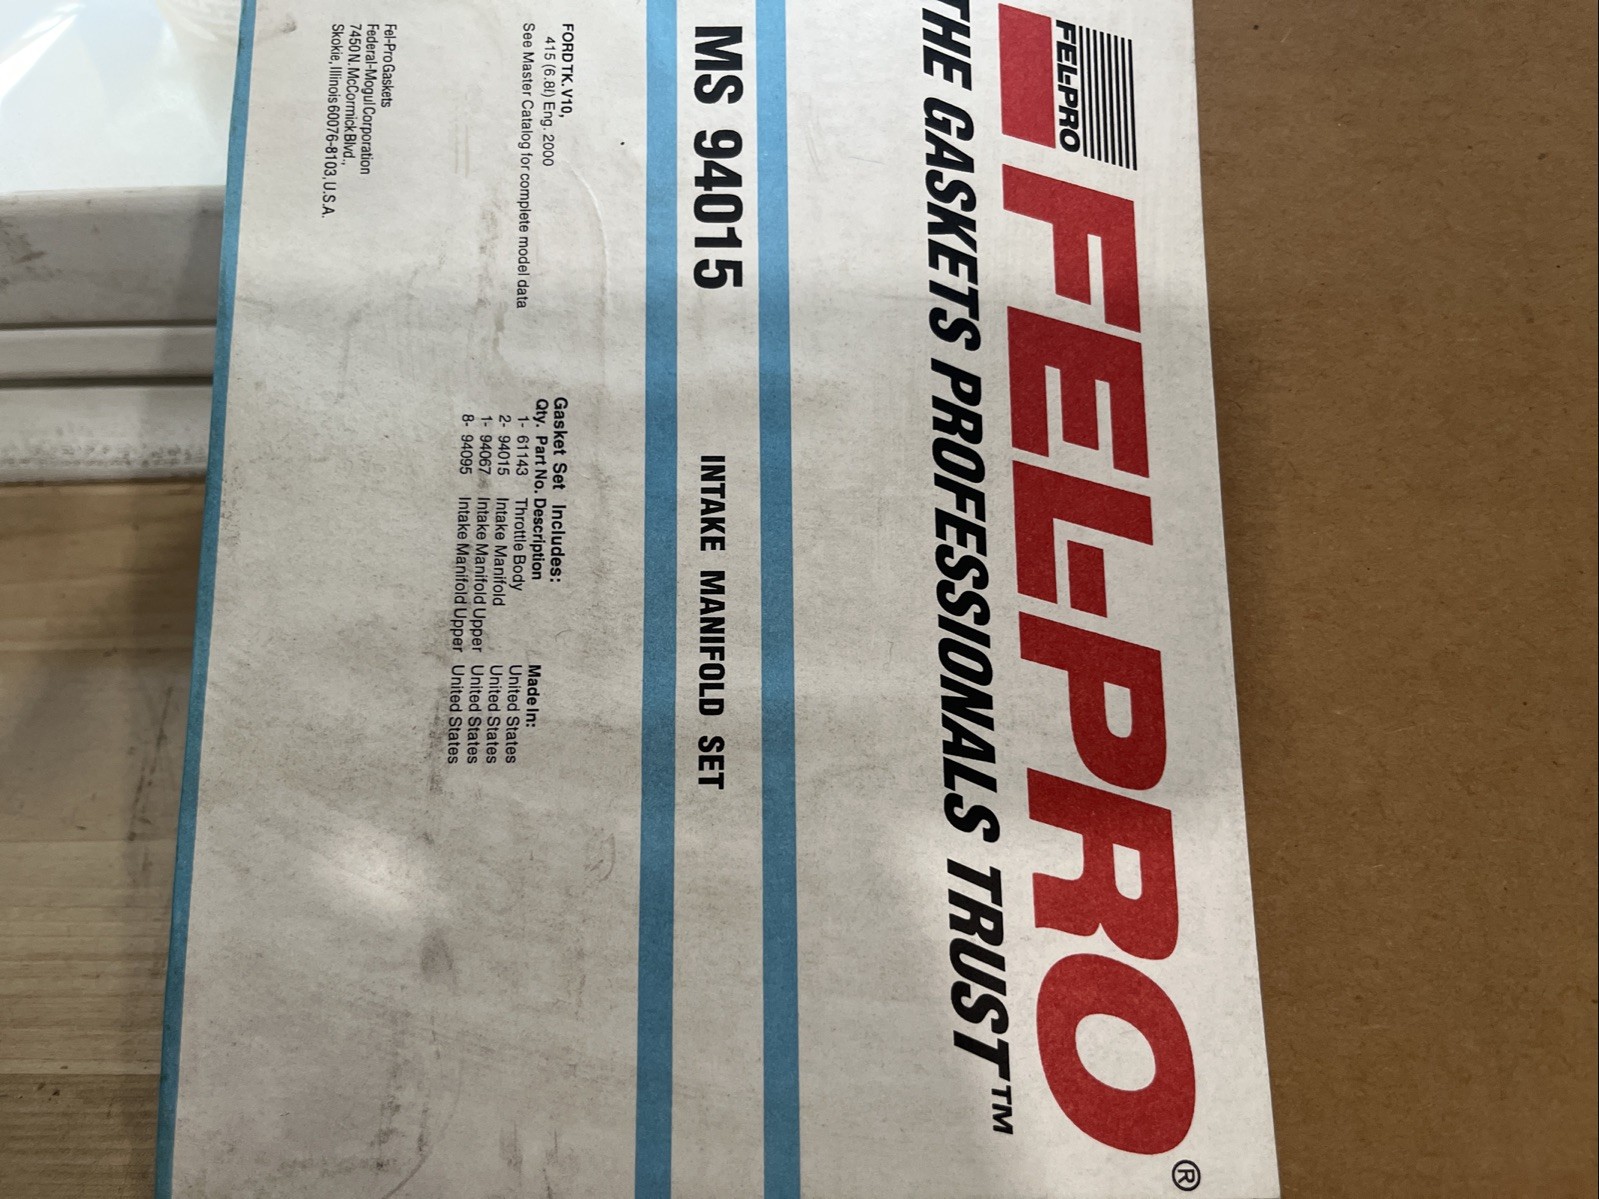 FEL-PRO
FEL-PRO®
THE GASKETS PROFESSIONALS TRUST™
MS 94015 INTAKE MANIFOLD SET
FORD TK. V10,
415 (6.8l) Eng. 2000
See Master Catalog for complete model data
Gasket Set Includes:
Qty. Part No. Description Made In:
1- 61143 Throttle Body United States
2- 94015 Intake Manifold United States
1- 94067 Intake Manifold Upper United States
8- 94095 Intake Manifold Upper United States
Fel-Pro Gaskets
Federal-Mogul Corporation
7450 N. McCormick Blvd.,
Skokie, Illinois 60076-8103, U.S.A.